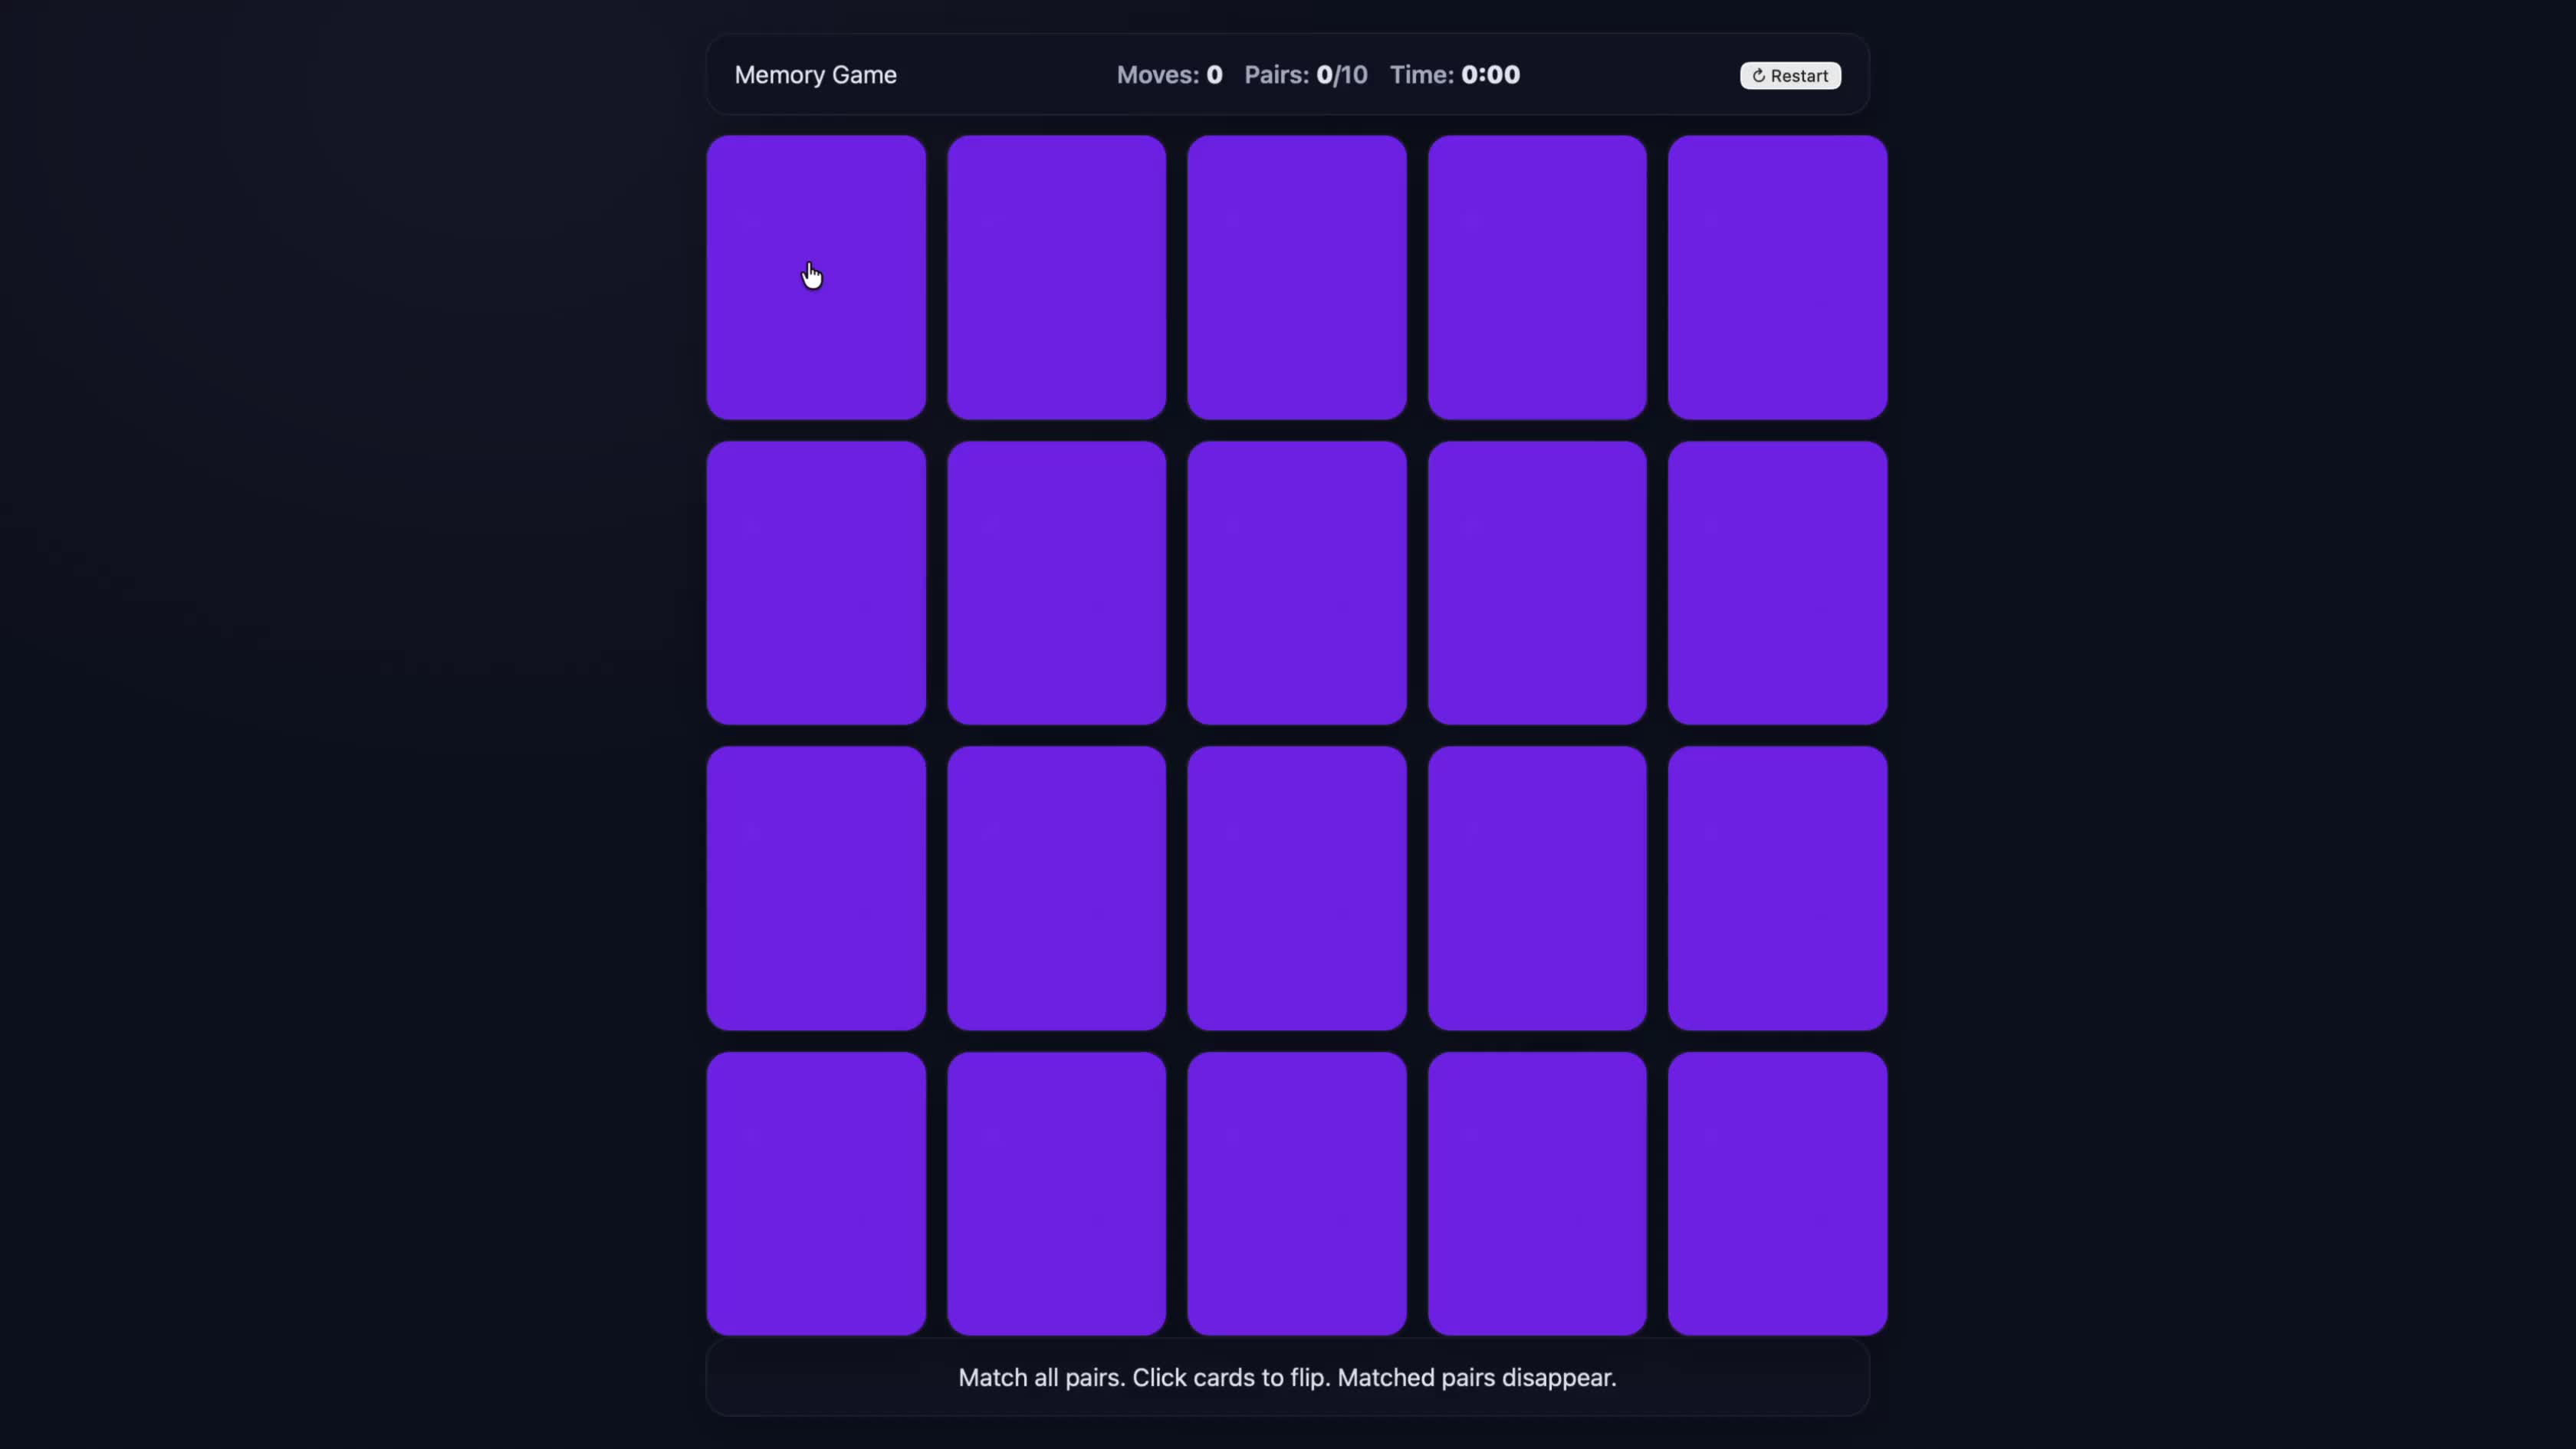 Memory Game
Moves: 0 Pairs: 0/10 Time: 0:00
↻ Restart
Match all pairs. Click cards to flip. Matched pairs disappear.